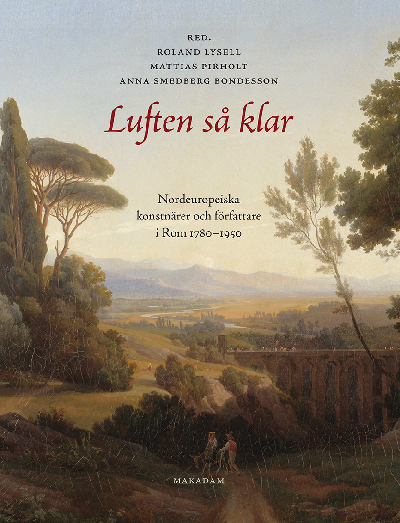 RED.
ROLAND LYSELL
MATTIAS PIRHOLT
ANNA SMEDBERG BONDESSON
Luften så klar
Nordeuropeiska
konstnärer och författare
i Rom 1780–1950
MAKADAM